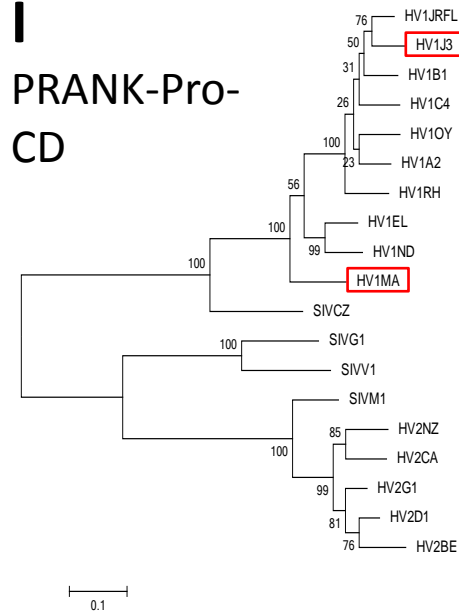 I
PRANK-Pro-
CD
HV1JRFL
76
HV1J3
50
31
HV1B1
26
HV1C4
HV1OY
100
23
HV1A2
HV1RH
56
HV1EL
99
HV1ND
100
HV1MA
100
SIVCZ
SIVG1
100
SIVV1
SIVM1
85
HV2NZ
100
HV2CA
99
HV2G1
81
HV2D1
76
HV2BE
0.1